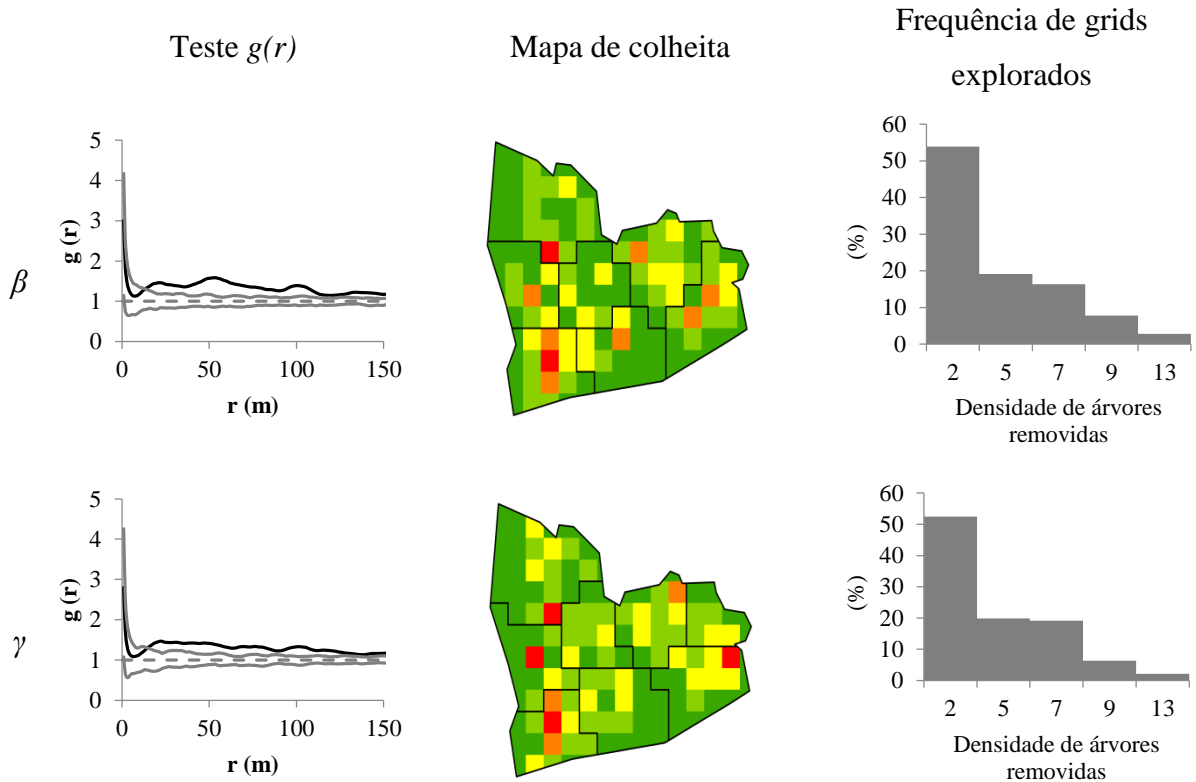 Teste g(r)
Mapa de colheita
Frequência de grids
explorados
β
g (r)
5
4
3
2
1
0
0 50 100 150
r (m)
(%)
60
50
40
30
20
10
0
2 5 7 9 13
Densidade de árvores
removidas
γ
g (r)
5
4
3
2
1
0
0 50 100 150
r (m)
(%)
60
50
40
30
20
10
0
2 5 7 9 13
Densidade de árvores
removidas